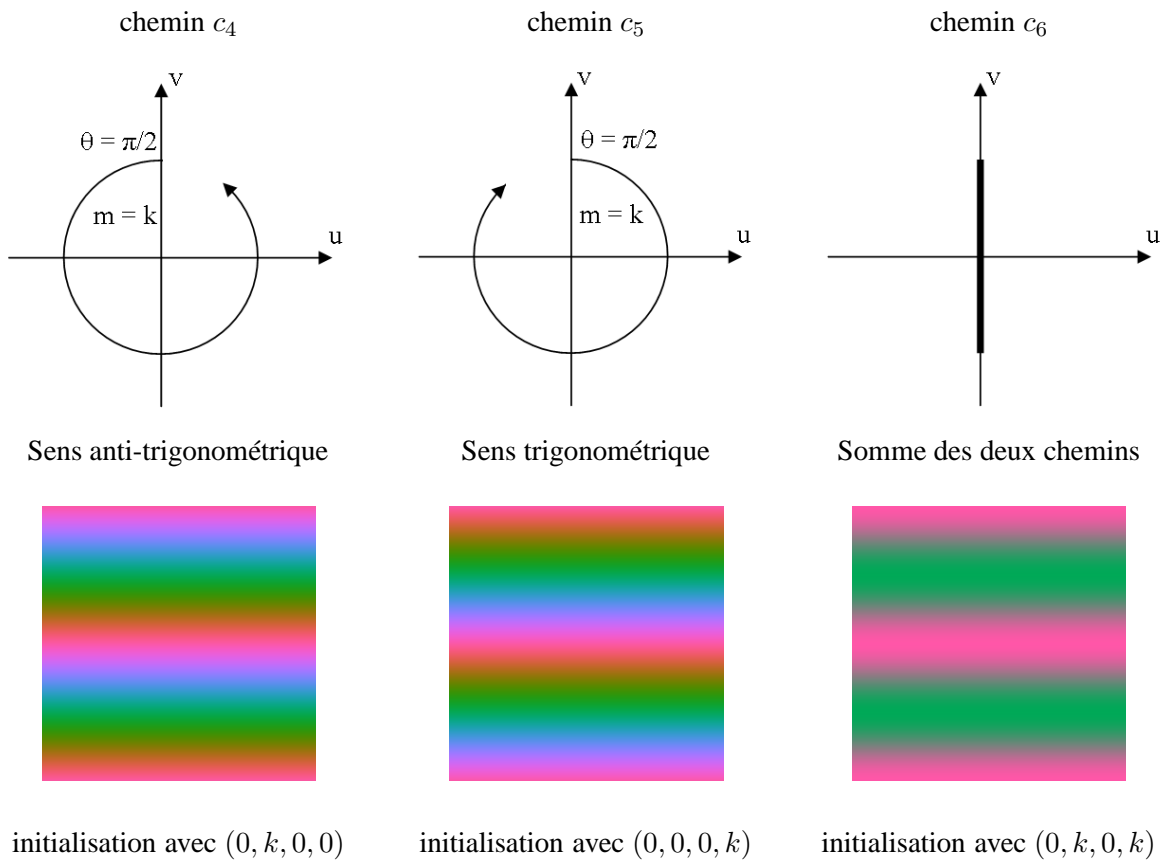 chemin c₄ chemin c₅ chemin c₆
v v v
θ = π/2 θ = π/2
m = k m = k
u u u
Sens anti-trigonométrique Sens trigonométrique Somme des deux chemins
initialisation avec (0, k, 0, 0) initialisation avec (0, 0, 0, k) initialisation avec (0, k, 0, k)